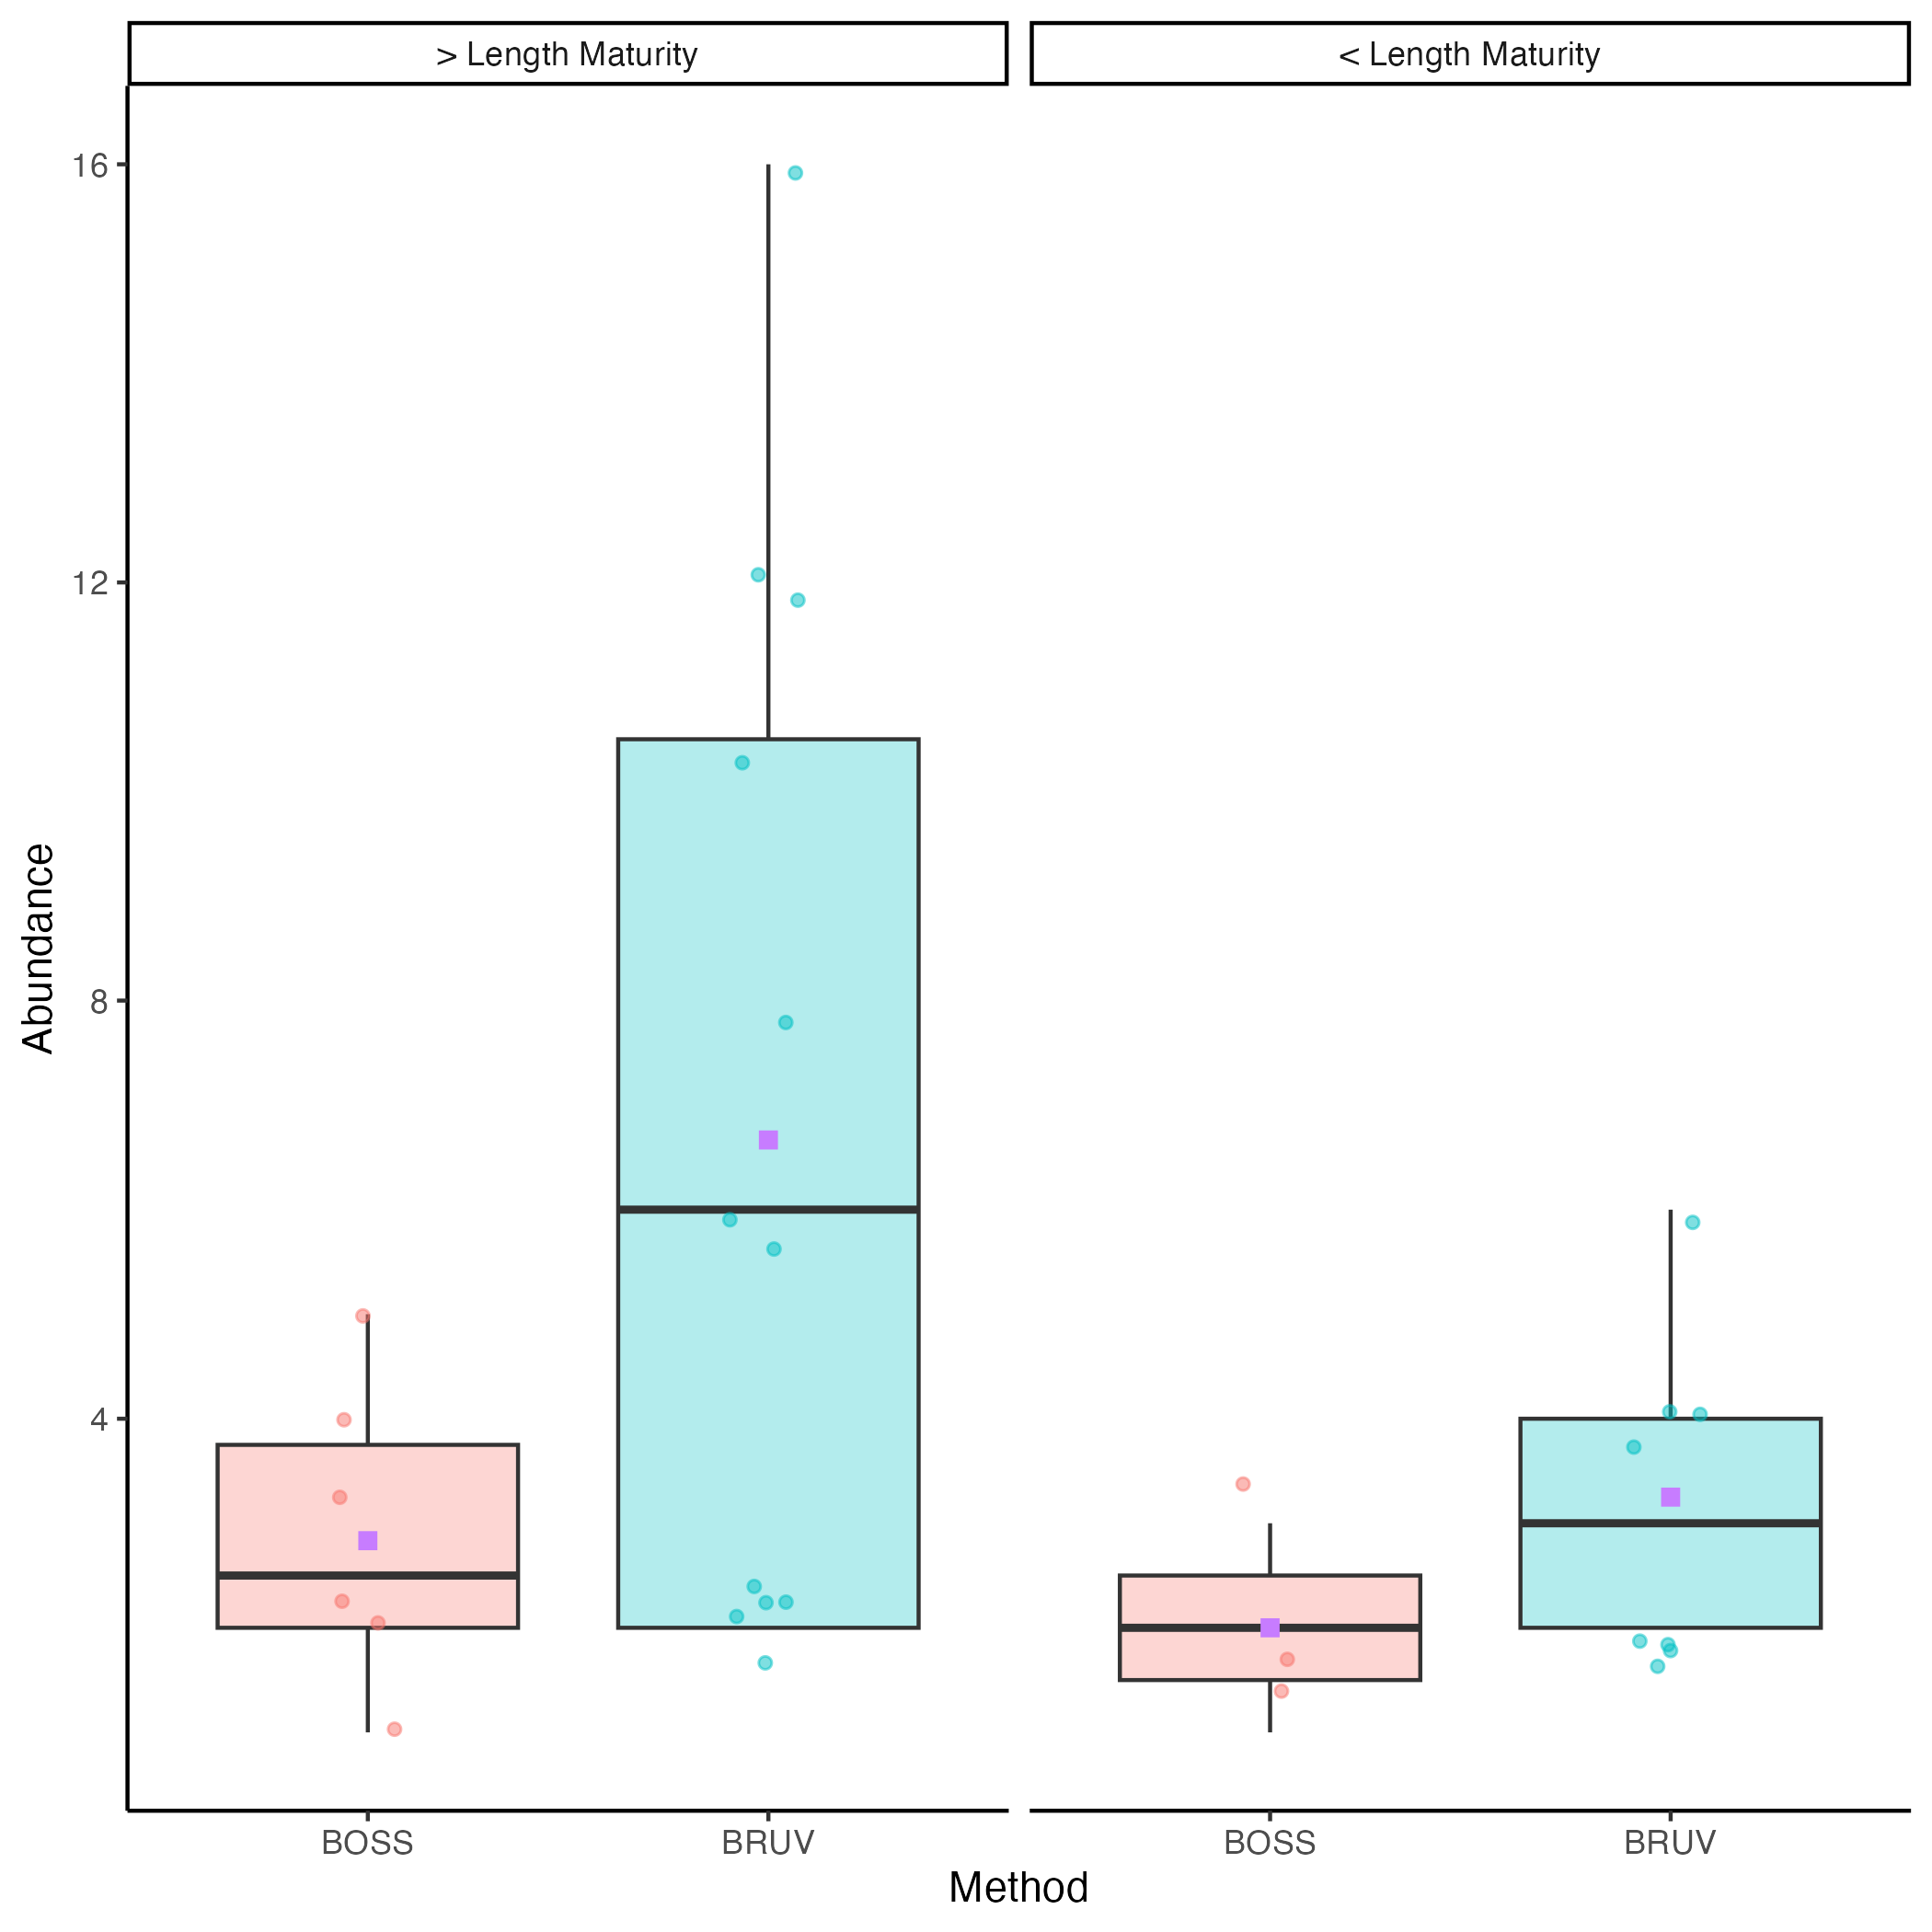 > Length Maturity
< Length Maturity
16
12
8
4
Abundance
BOSS
BRUV
BOSS
BRUV
Method